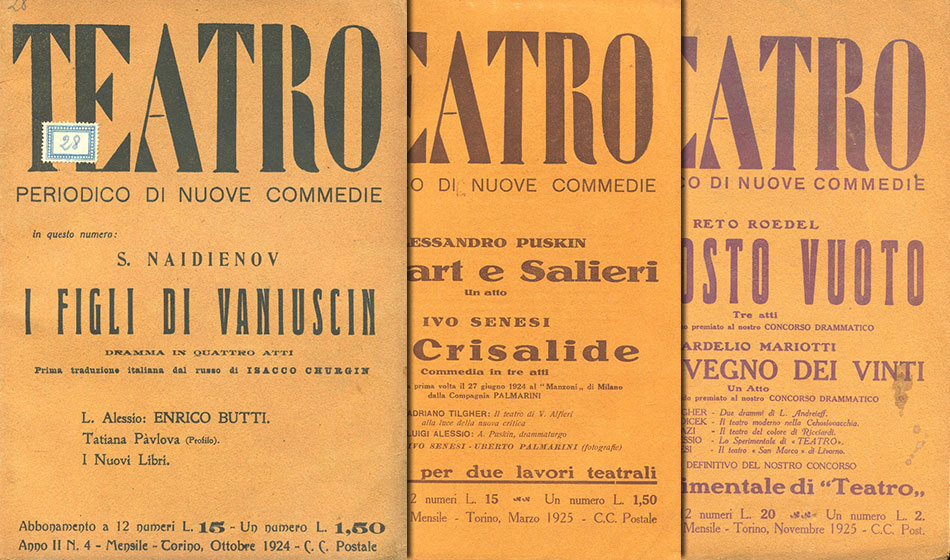 28
TEATRO
28
PERIODICO DI NUOVE COMMEDIE
in questo numero:
S. NAIDIENOV
I FIGLI DI VANIUSCIN
DRAMMA IN QUATTRO ATTI
Prima traduzione italiana dal russo di ISACCO CHURGIN
L. Alessio: ENRICO BUTTI.
Tatiana Pàvlova (Profilo).
I Nuovi Libri.
Abbonamento a 12 numeri L. 15 - Un numero L. 1,50
Anno II N. 4 - Mensile - Torino, Ottobre 1924 - C. C. Postale
EATRO
O DI NUOVE COMMEDIE
ESSANDRO PUSKIN
art e Salieri
Un atto
IVO SENESI
Crisalide
Commedia in tre atti
prima volta il 27 giugno 1924 al "Manzoni" di Milano
dalla Compagnia PALMARINI
ADRIANO TILGHER: Il teatro di V. Alfieri
alla luce della nuova critica
LUIGI ALESSIO: A. Puskin, drammaturgo
IVO SENESI - UBERTO PALMARINI (fotografie)
per due lavori teatrali
2 numeri L. 15 Un numero L. 1,50
Mensile - Torino, Marzo 1925 - C.C. Postale
ATRO
CO DI NUOVE COMMEDIE
RETO ROEDEL
OSTO VUOTO
Tre atti
o premiato al nostro CONCORSO DRAMMATICO
ARDELIO MARIOTTI
VEGNO DEI VINTI
Un Atto
o premiato al nostro CONCORSO DRAMMATICO
GHER - Due drammi di L. Andreieff.
ICEK - Il teatro moderno nella Cehoslovacchia.
AZI - Il teatro del colore di Ricciardi.
SSIO - Lo Sperimentale di « TEATRO ».
SI - Il teatro « San Marco » di Livorno.
DEFINITIVO DEL NOSTRO CONCORSO
imentale di "Teatro„
2 numeri L. 20 Un numero L. 2.
Mensile - Torino, Novembre 1925 - C.C. Post.